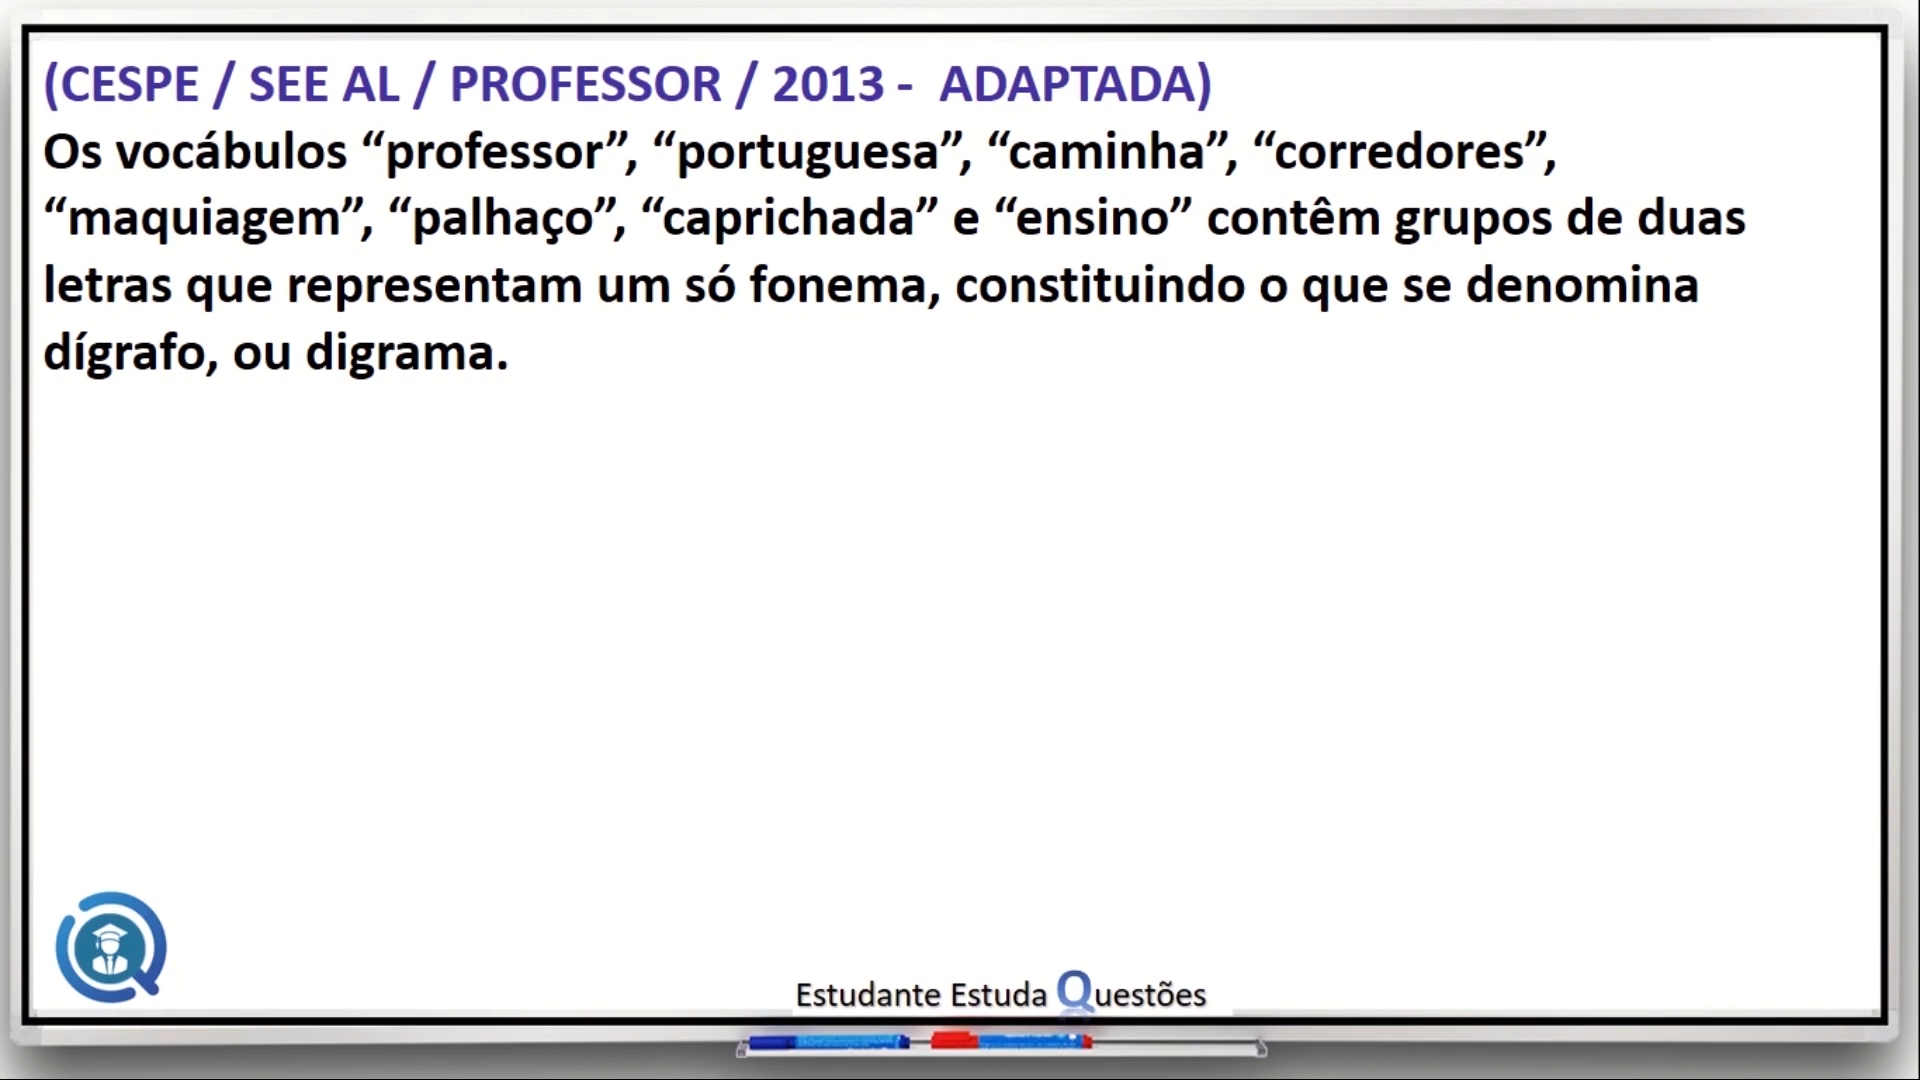 (CESPE / SEE AL / PROFESSOR / 2013 -  ADAPTADA)
Os vocábulos “professor”, “portuguesa”, “caminha”, “corredores”,
“maquiagem”, “palhaço”, “caprichada” e “ensino” contêm grupos de duas
letras que representam um só fonema, constituindo o que se denomina
dígrafo, ou digrama.
Estudante Estuda Questões